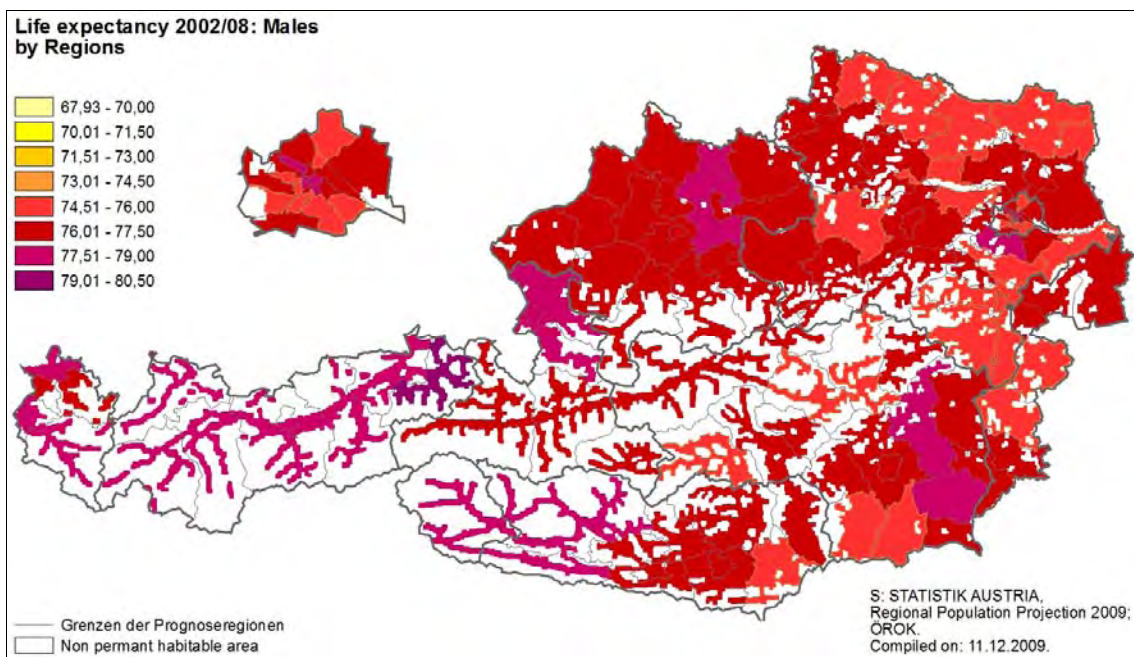 Life expectancy 2002/08: Males
by Regions
67,93 - 70,00
70,01 - 71,50
71,51 - 73,00
73,01 - 74,50
74,51 - 76,00
76,01 - 77,50
77,51 - 79,00
79,01 - 80,50
Grenzen der Prognoseregionen
Non permant habitable area
S: STATISTIK AUSTRIA,
Regional Population Projection 2009;
ÖROK.
Compiled on: 11.12.2009.